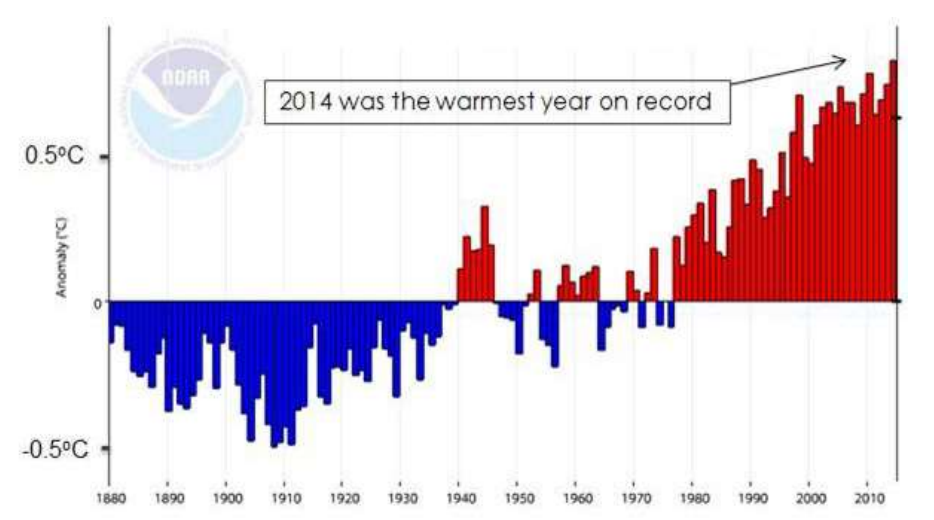 NOAA
2014 was the warmest year on record
0.5ºC
Anomaly (ºC)
0
-0.5ºC
1880 1890 1900 1910 1920 1930 1940 1950 1960 1970 1980 1990 2000 2010